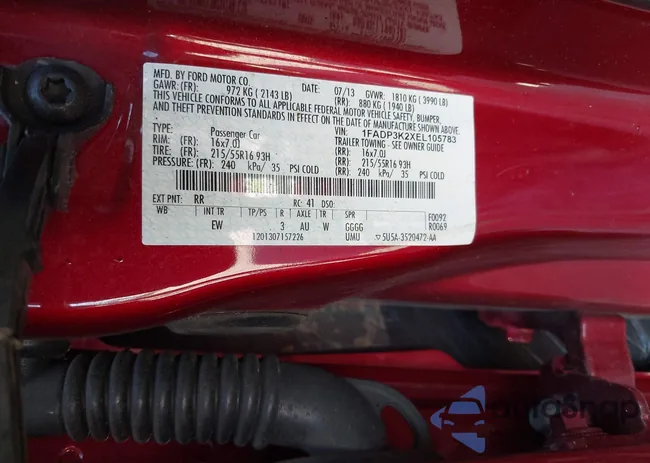 MFD. BY FORD MOTOR CO. DATE: 07/13 GVWR: 1810 KG ( 3990 LB)
GAWR: (FR): 972 KG ( 2143 LB) (RR): 880 KG ( 1940 LB)
THIS VEHICLE CONFORMS TO ALL APPLICABLE FEDERAL MOTOR VEHICLE SAFETY, BUMPER,
AND THEFT PREVENTION STANDARDS IN EFFECT ON THE DATE OF MANUFACTURE SHOWN ABOVE.
VIN: 1FADP3K2XEL105783
TYPE: Passenger Car TRAILER TOWING - SEE OWNER GUIDE
RIM: (FR): 16x7.0J (RR): 16x7.0J
TIRE: (FR): 215/55R16 93H (RR): 215/55R16 93H
PRESSURE: (FR): 240 kPa/ 35 PSI COLD (RR): 240 kPa/ 35 PSI COLD
EXT PNT: RR RC: 41 DSO:
WB INT TR TP/PS R AXLE TR SPR F0092
EW 3 AU W GGGG R0069
1201307157226 UMU 5U5A-3520472-AA
autosnap